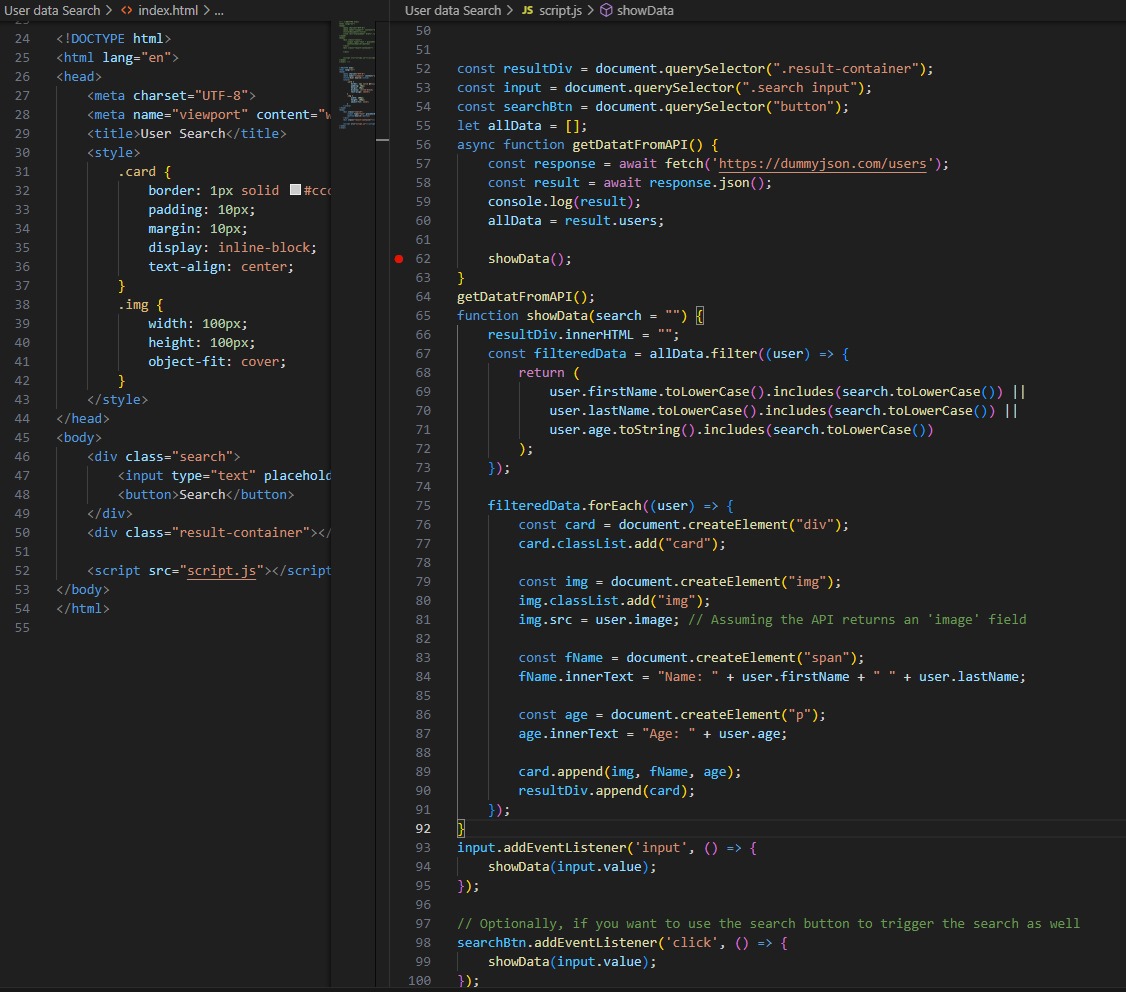 User data Search > <> index.html > ...
24 <!DOCTYPE html>
25 <html lang="en">
26 <head>
27 <meta charset="UTF-8">
28 <meta name="viewport" content="w
29 <title>User Search</title>
30 <style>
31 .card {
32 border: 1px solid #ccc
33 padding: 10px;
34 margin: 10px;
35 display: inline-block;
36 text-align: center;
37 }
38 .img {
39 width: 100px;
40 height: 100px;
41 object-fit: cover;
42 }
43 </style>
44 </head>
45 <body>
46 <div class="search">
47 <input type="text" placehold
48 <button>Search</button>
49 </div>
50 <div class="result-container"></
51
52 <script src="script.js"></script
53 </body>
54 </html>
55
User data Search > JS script.js > showData
50
51
52 const resultDiv = document.querySelector(".result-container");
53 const input = document.querySelector(".search input");
54 const searchBtn = document.querySelector("button");
55 let allData = [];
56 async function getDatatFromAPI() {
57 const response = await fetch('https://dummyjson.com/users');
58 const result = await response.json();
59 console.log(result);
60 allData = result.users;
61
62 showData();
63 }
64 getDatatFromAPI();
65 function showData(search = "") {
66 resultDiv.innerHTML = "";
67 const filteredData = allData.filter((user) => {
68 return (
69 user.firstName.toLowerCase().includes(search.toLowerCase()) ||
70 user.lastName.toLowerCase().includes(search.toLowerCase()) ||
71 user.age.toString().includes(search.toLowerCase())
72 );
73 });
74
75 filteredData.forEach((user) => {
76 const card = document.createElement("div");
77 card.classList.add("card");
78
79 const img = document.createElement("img");
80 img.classList.add("img");
81 img.src = user.image; // Assuming the API returns an 'image' field
82
83 const fName = document.createElement("span");
84 fName.innerText = "Name: " + user.firstName + " " + user.lastName;
85
86 const age = document.createElement("p");
87 age.innerText = "Age: " + user.age;
88
89 card.append(img, fName, age);
90 resultDiv.append(card);
91 });
92 }
93 input.addEventListener('input', () => {
94 showData(input.value);
95 });
96
97 // Optionally, if you want to use the search button to trigger the search as well
98 searchBtn.addEventListener('click', () => {
99 showData(input.value);
100 });